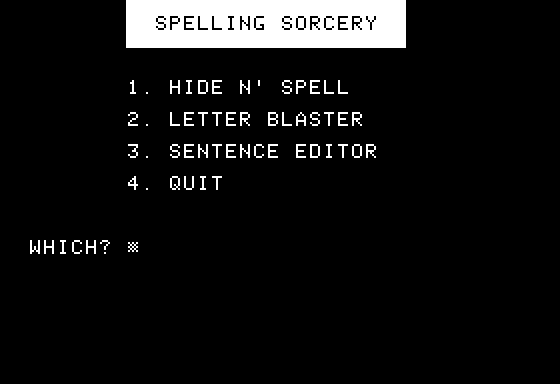 SPELLING SORCERY
1. HIDE N' SPELL
2. LETTER BLASTER
3. SENTENCE EDITOR
4. QUIT
WHICH?